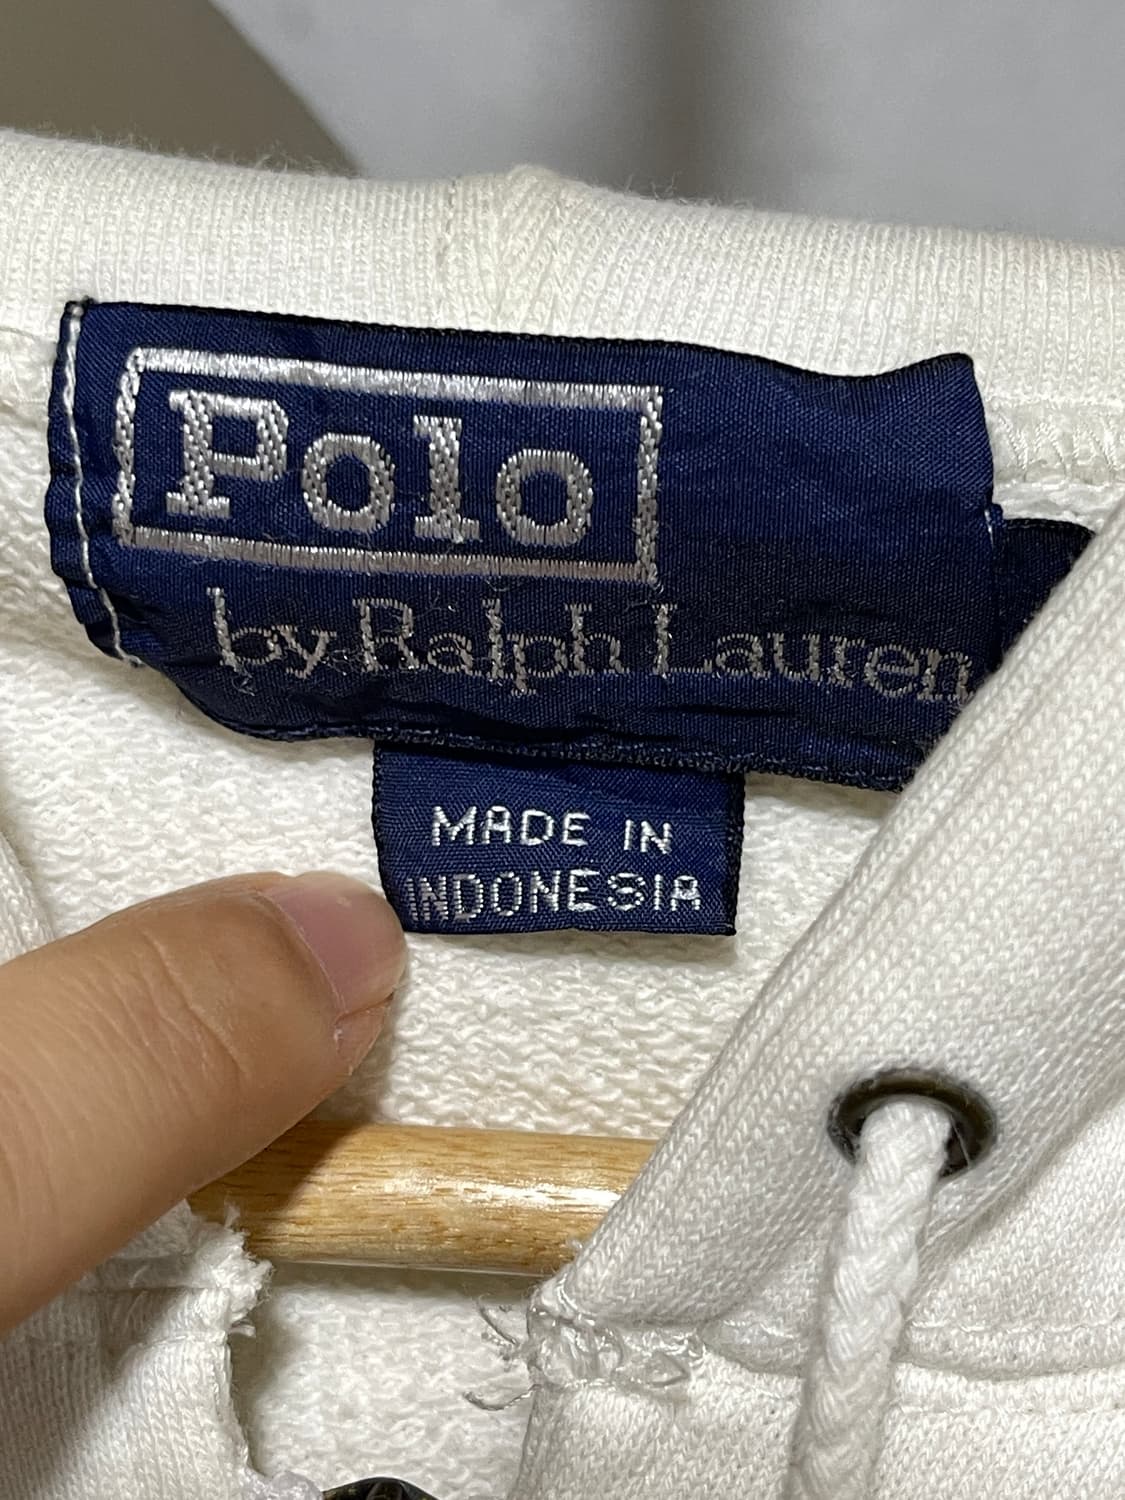 Polo
by Ralph Lauren
MADE IN
INDONESIA